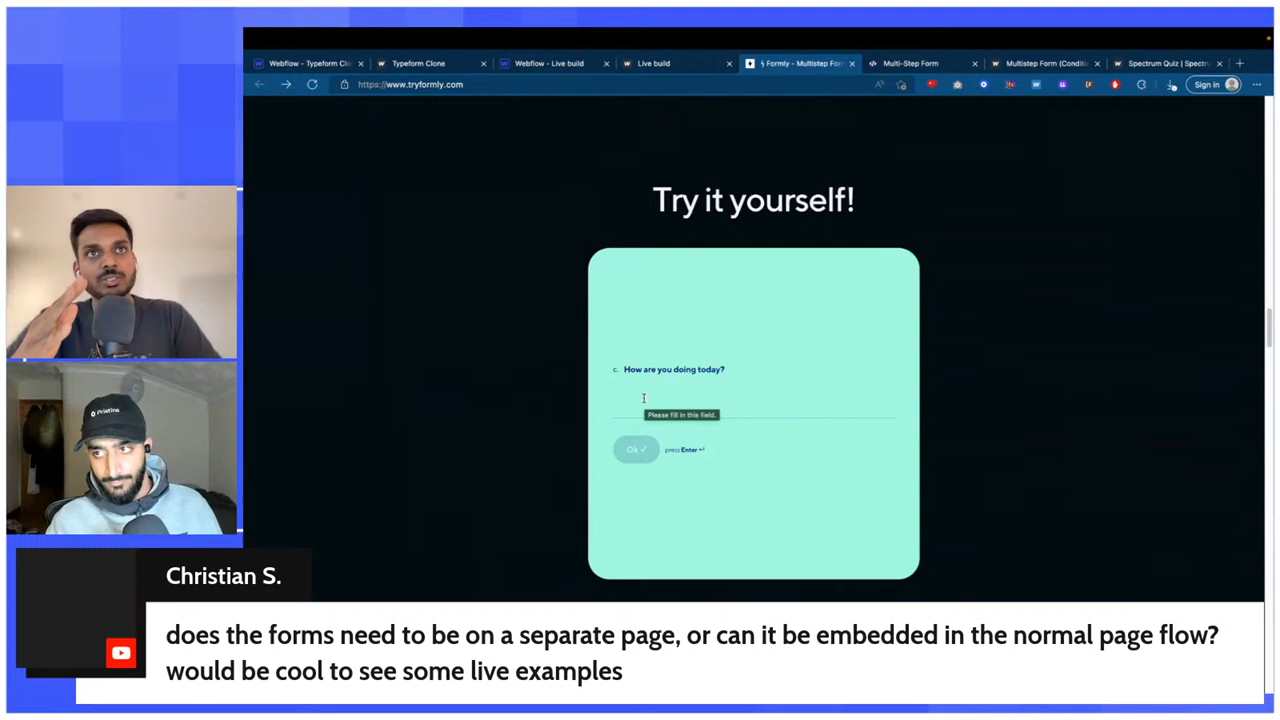 Webflow - Typeform Clo
Typeform Clone
Webflow - Live build
Live build
Formly - Multistep For
Multi-Step Form
Multistep Form (Conditi
Spectrum Quiz | Spectr
https://www.tryformly.com
Sign in
Try it yourself!
c. How are you doing today?
Please fill in this field.
Ok ✓
press Enter ↵
Pristine
Christian S.
does the forms need to be on a separate page, or can it be embedded in the normal page flow?
would be cool to see some live examples